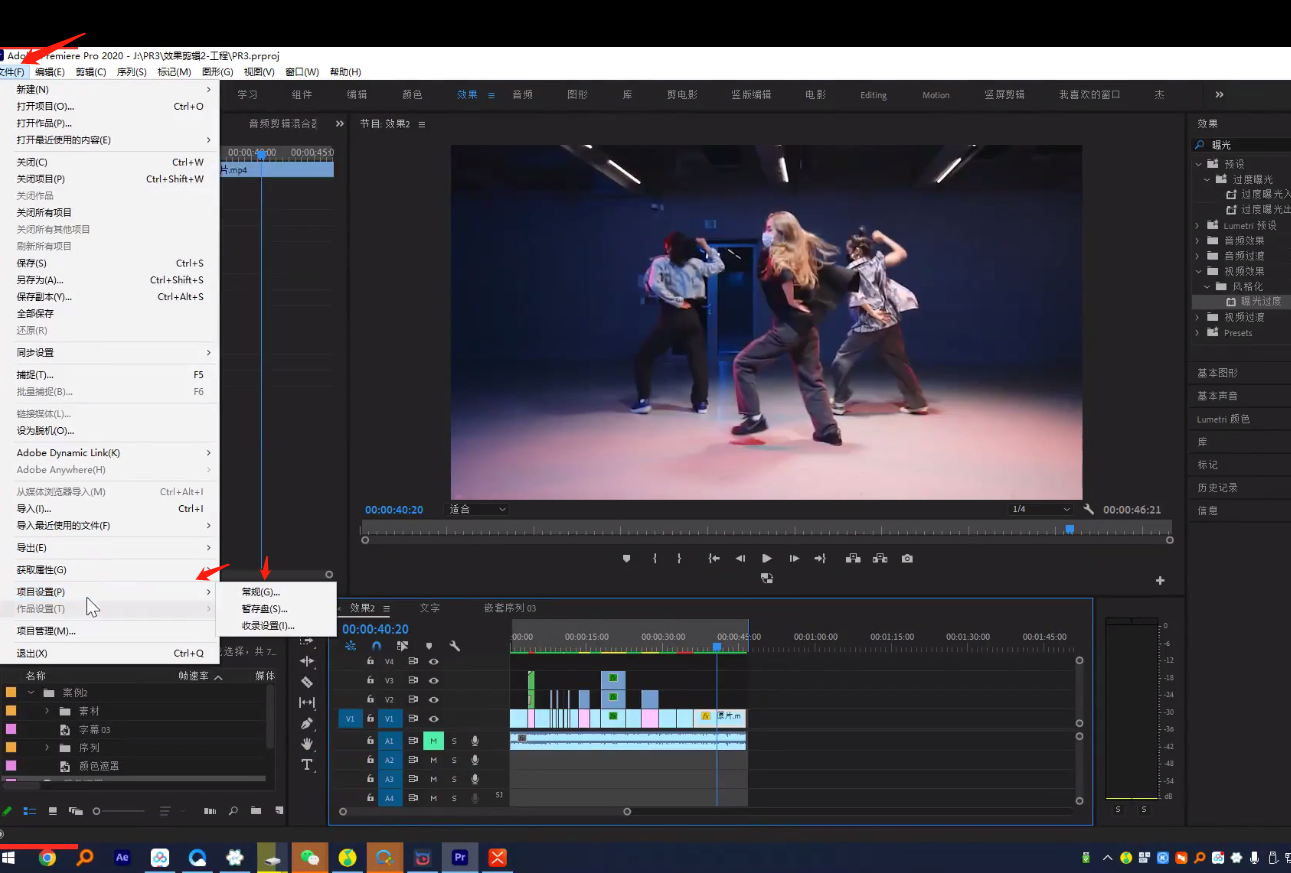 Premiere Pro 2020 - J:\PR3\效果剪辑2-工程\PR3.prproj
文件(F) 编辑(E) 剪辑(C) 序列(S) 标记(M) 图形(G) 视图(V) 窗口(W) 帮助(H)
学习 组件 编辑 颜色 效果 音频 图形 库 剪电影 竖版编辑 电影 Editing Motion 竖屏剪辑 我喜欢的窗口 杰
新建(N)
打开项目(O)... Ctrl+O
打开作品(P)...
打开最近使用的内容(E)
关闭(C) Ctrl+W
关闭项目(P) Ctrl+Shift+W
关闭作品
关闭所有项目
关闭所有其他项目
刷新所有项目
保存(S) Ctrl+S
另存为(A)... Ctrl+Shift+S
保存副本(Y)... Ctrl+Alt+S
全部保存
还原(R)
同步设置
捕捉(T)... F5
批量捕捉(B)... F6
链接媒体(L)...
设为脱机(O)...
Adobe Dynamic Link(K)
Adobe Anywhere(H)
从媒体浏览器导入(M) Ctrl+Alt+I
导入(I)... Ctrl+I
导入最近使用的文件(F)
导出(E)
获取属性(G)
项目设置(P)
作品设置(T)
项目管理(M)...
退出(X) Ctrl+Q
常规(G)...
暂存盘(S)...
收录设置(I)...
音频剪辑混合器
00:00:45:0
片.mp4
节目: 效果2
00:00:40:20 适合 1/4 00:00:46:21
效果
曝光
预设
过度曝光
过度曝光入
过度曝光出
Lumetri 预设
音频效果
音频过渡
视频效果
风格化
曝光过度
视频过渡
Presets
基本图形
基本声音
Lumetri 颜色
库
标记
历史记录
信息
选择，共 7...
名称 帧速率 媒体
案例2
素材
字幕 03
序列
颜色遮罩
效果2 文字 嵌套序列 03
00:00:40:20
:00:00 00:00:15:00 00:00:30:00 00:00:45:00 00:01:00:00 00:01:15:00 00:01:30:00 00:01:45:00
V4
V3
V2
V1 V1 fx 原片.m
A1 M S
A2 M S
A3 M S
A4 M S
0
-6
-12
-18
-24
-30
-36
-42
-48
-54
dB
S S
Ae Pr